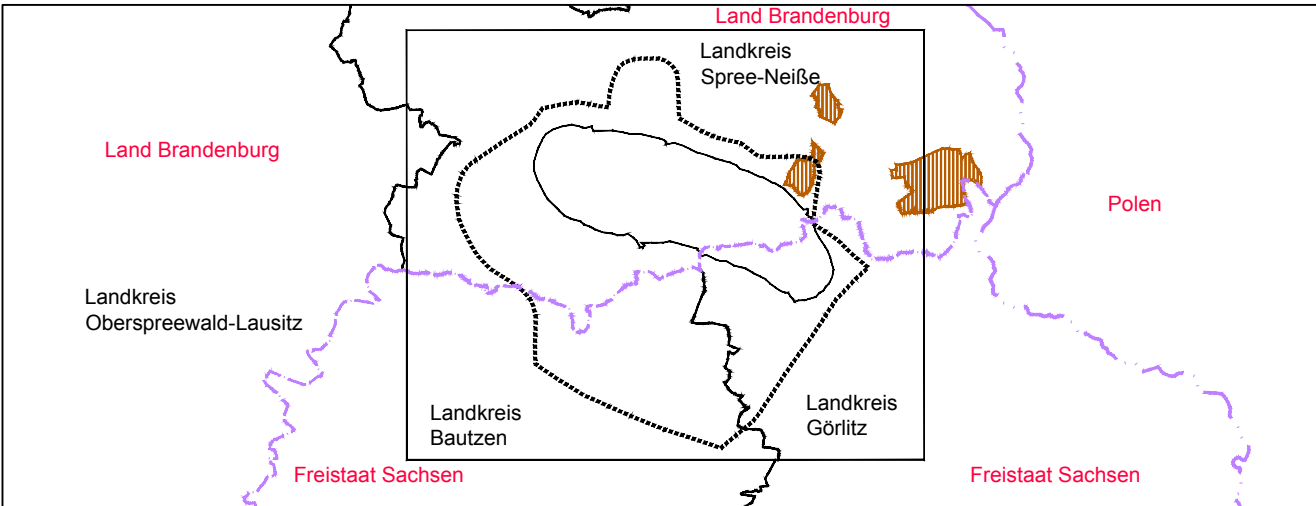 Land Brandenburg
Landkreis
Spree-Neiße
Land Brandenburg
Polen
Landkreis
Oberspreewald-Lausitz
Landkreis
Bautzen
Landkreis
Görlitz
Freistaat Sachsen
Freistaat Sachsen